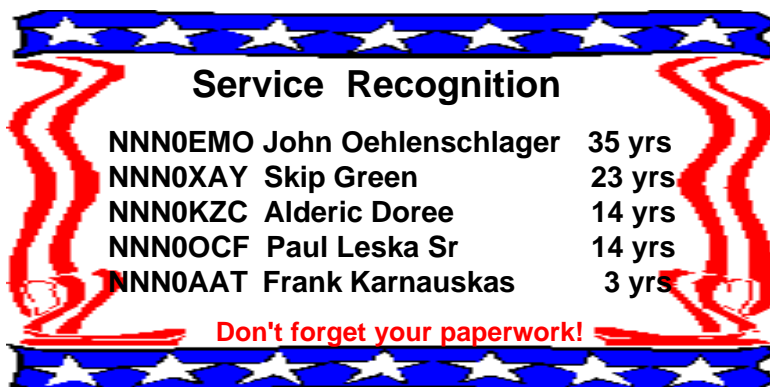 Service Recognition
NNN0EMO John Oehlenschlager 35 yrs
NNN0XAY Skip Green 23 yrs
NNN0KZC Alderic Doree 14 yrs
NNN0OCF Paul Leska Sr 14 yrs
NNN0AAT Frank Karnauskas 3 yrs
Don't forget your paperwork!